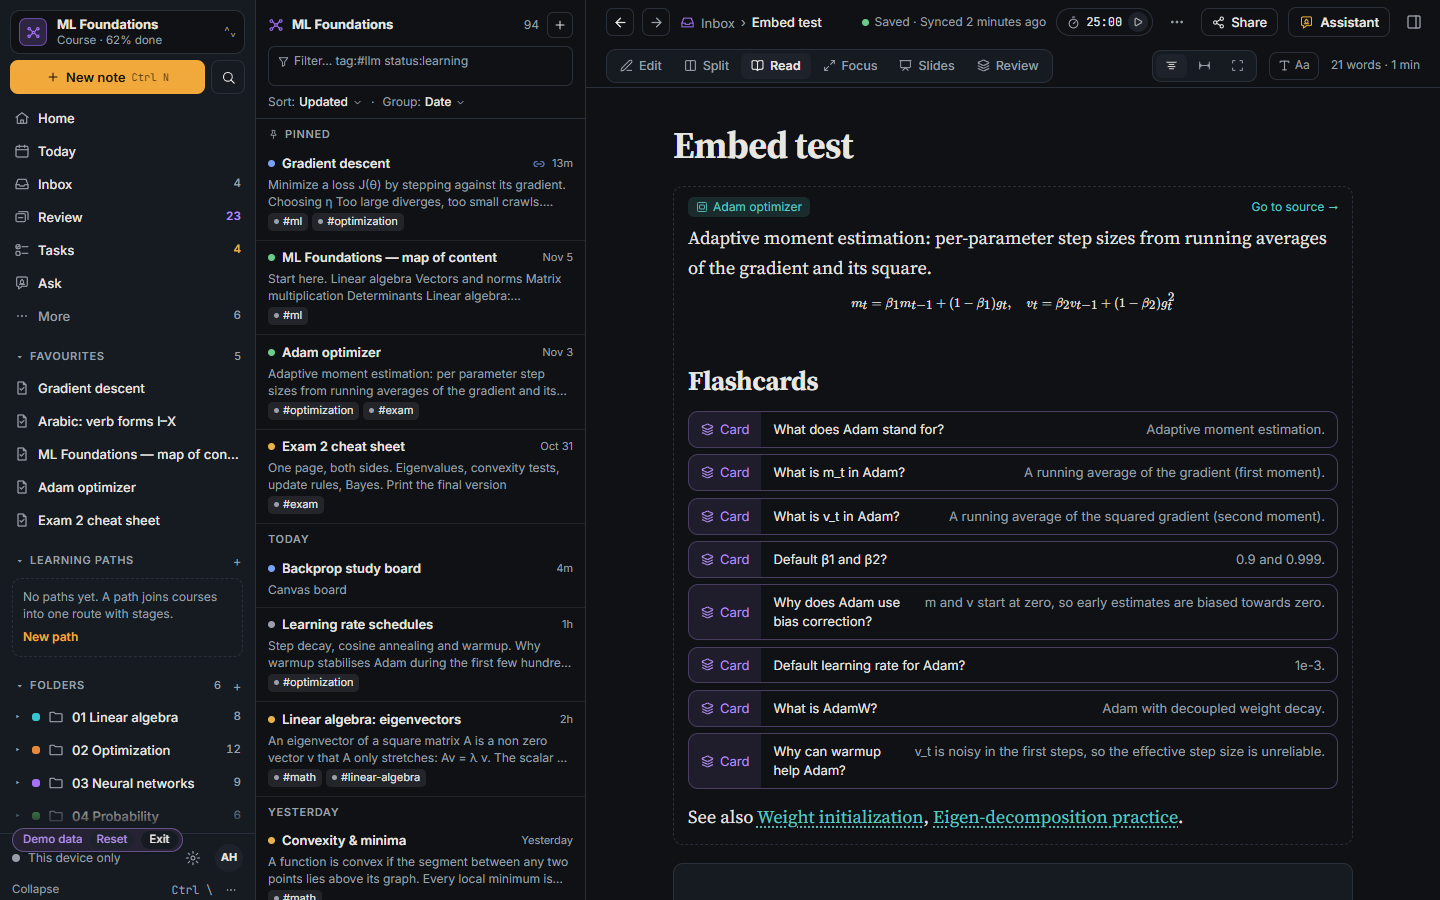 ML Foundations
Course · 62% done
+ New note Ctrl N
Home
Today
Inbox 4
Review 23
Tasks 4
Ask
More 6
FAVOURITES 5
Gradient descent
Arabic: verb forms I–X
ML Foundations — map of con...
Adam optimizer
Exam 2 cheat sheet
LEARNING PATHS +
No paths yet. A path joins courses
into one route with stages.
New path
FOLDERS 6 +
01 Linear algebra 8
02 Optimization 12
03 Neural networks 9
04 Probability 6
Demo data Reset Exit
This device only AH
Collapse Ctrl \ ...
ML Foundations 94 +
Filter... tag:#llm status:learning
Sort: Updated · Group: Date
PINNED
Gradient descent 13m
Minimize a loss J(θ) by stepping against its gradient.
Choosing η Too large diverges, too small crawls....
#ml #optimization
ML Foundations — map of content Nov 5
Start here. Linear algebra Vectors and norms Matrix
multiplication Determinants Linear algebra:...
#ml
Adam optimizer Nov 3
Adaptive moment estimation: per parameter step
sizes from running averages of the gradient and its...
#optimization #exam
Exam 2 cheat sheet Oct 31
One page, both sides. Eigenvalues, convexity tests,
update rules, Bayes. Print the final version
#exam
TODAY
Backprop study board 4m
Canvas board
Learning rate schedules 1h
Step decay, cosine annealing and warmup. Why
warmup stabilises Adam during the first few hundre...
#optimization
Linear algebra: eigenvectors 2h
An eigenvector of a square matrix A is a non zero
vector v that A only stretches: Av = λ v. The scalar ...
#math #linear-algebra
YESTERDAY
Convexity & minima Yesterday
A function is convex if the segment between any two
points lies above its graph. Every local minimum is...
#math
Inbox › Embed test
Saved · Synced 2 minutes ago 25:00 ... Share Assistant
Edit Split Read Focus Slides Review
Aa 21 words · 1 min
Embed test
Adam optimizer Go to source →
Adaptive moment estimation: per-parameter step sizes from running averages
of the gradient and its square.
m_t = β₁m_{t−1} + (1 − β₁)g_t, v_t = β₂v_{t−1} + (1 − β₂)g_t²
Flashcards
Card What does Adam stand for? Adaptive moment estimation.
Card What is m_t in Adam? A running average of the gradient (first moment).
Card What is v_t in Adam? A running average of the squared gradient (second moment).
Card Default β1 and β2? 0.9 and 0.999.
Card Why does Adam use bias correction? m and v start at zero, so early estimates are biased towards zero.
Card Default learning rate for Adam? 1e-3.
Card What is AdamW? Adam with decoupled weight decay.
Card Why can warmup help Adam? v_t is noisy in the first steps, so the effective step size is unreliable.
See also Weight initialization, Eigen-decomposition practice.